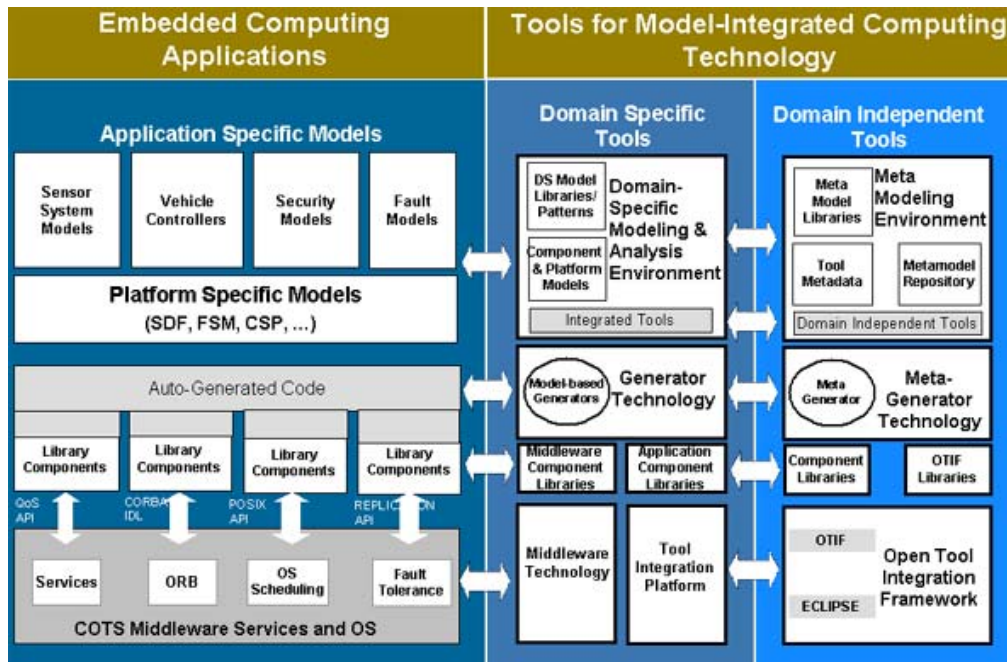 Embedded Computing
Applications
Tools for Model-Integrated Computing
Technology
Application Specific Models
Sensor
System
Models
Vehicle
Controllers
Security
Models
Fault
Models
Platform Specific Models
(SDF, FSM, CSP, ...)
Auto-Generated Code
Library
Components
Library
Components
Library
Components
Library
Components
QoS
API
CORBA
IDL
POSIX
API
REPLICATION
API
Services
ORB
OS
Scheduling
Fault
Tolerance
COTS Middleware Services and OS
Domain Specific
Tools
DS Model
Libraries/
Patterns
Component
& Platform
Models
Domain-
Specific
Modeling &
Analysis
Environment
Integrated Tools
Model-based
Generators
Generator
Technology
Middleware
Component
Libraries
Application
Component
Libraries
Middleware
Technology
Tool
Integration
Platform
Domain Independent
Tools
Meta
Model
Libraries
Meta
Modeling
Environment
Tool
Metadata
Metamodel
Repository
Domain Independent Tools
Meta
Generator
Meta-
Generator
Technology
Component
Libraries
OTIF
Libraries
OTIF
ECLIPSE
Open Tool
Integration
Framework